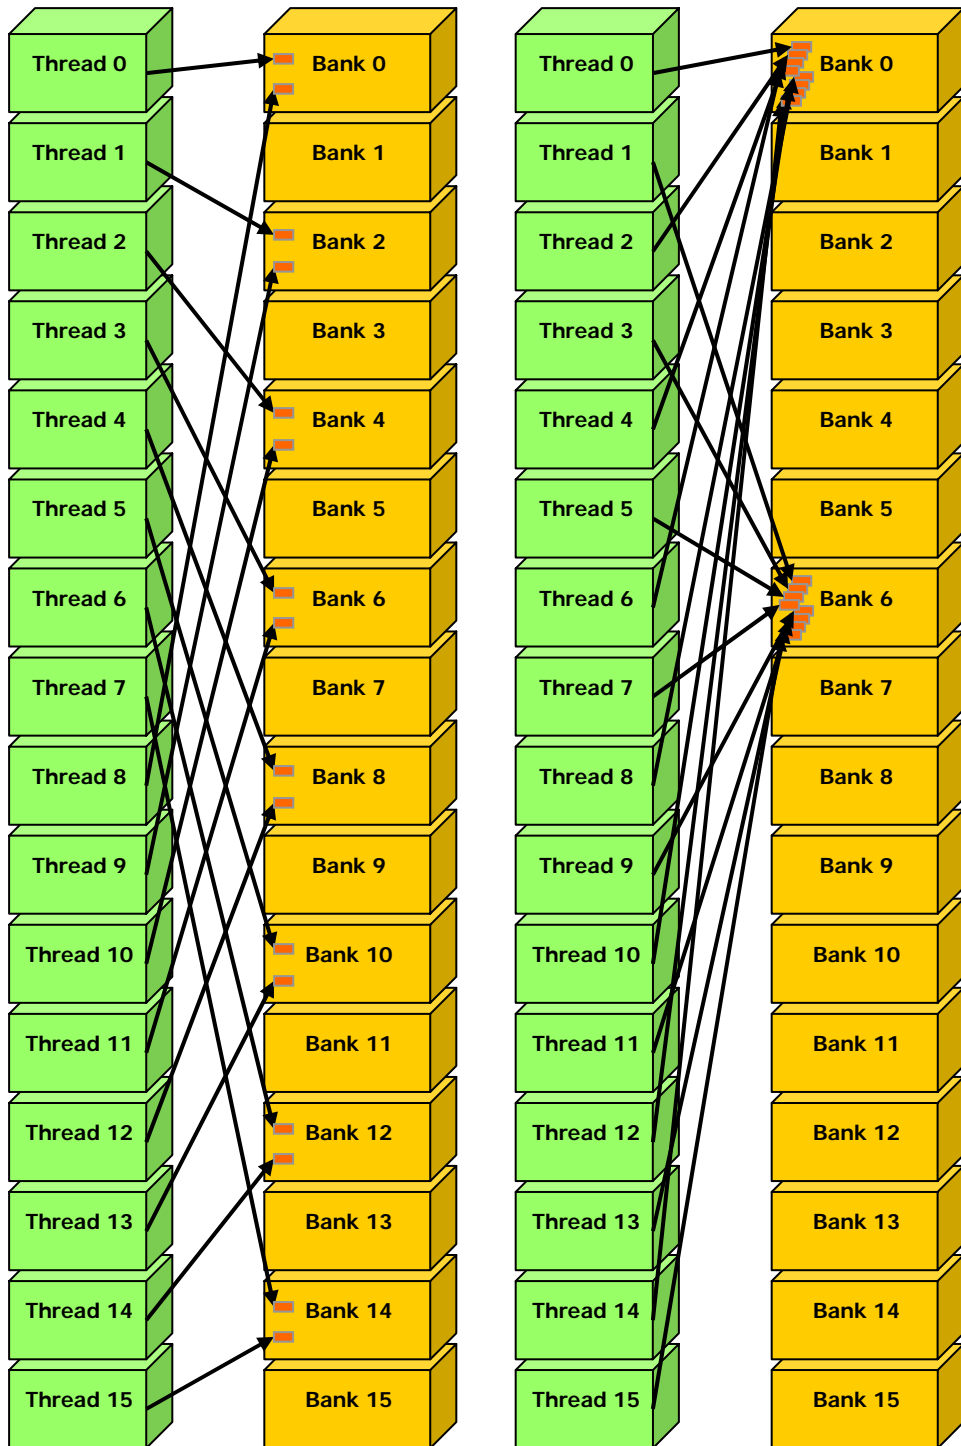 Thread 0 Bank 0 Thread 0 Bank 0
Thread 1 Bank 1 Thread 1 Bank 1
Thread 2 Bank 2 Thread 2 Bank 2
Thread 3 Bank 3 Thread 3 Bank 3
Thread 4 Bank 4 Thread 4 Bank 4
Thread 5 Bank 5 Thread 5 Bank 5
Thread 6 Bank 6 Thread 6 Bank 6
Thread 7 Bank 7 Thread 7 Bank 7
Thread 8 Bank 8 Thread 8 Bank 8
Thread 9 Bank 9 Thread 9 Bank 9
Thread 10 Bank 10 Thread 10 Bank 10
Thread 11 Bank 11 Thread 11 Bank 11
Thread 12 Bank 12 Thread 12 Bank 12
Thread 13 Bank 13 Thread 13 Bank 13
Thread 14 Bank 14 Thread 14 Bank 14
Thread 15 Bank 15 Thread 15 Bank 15